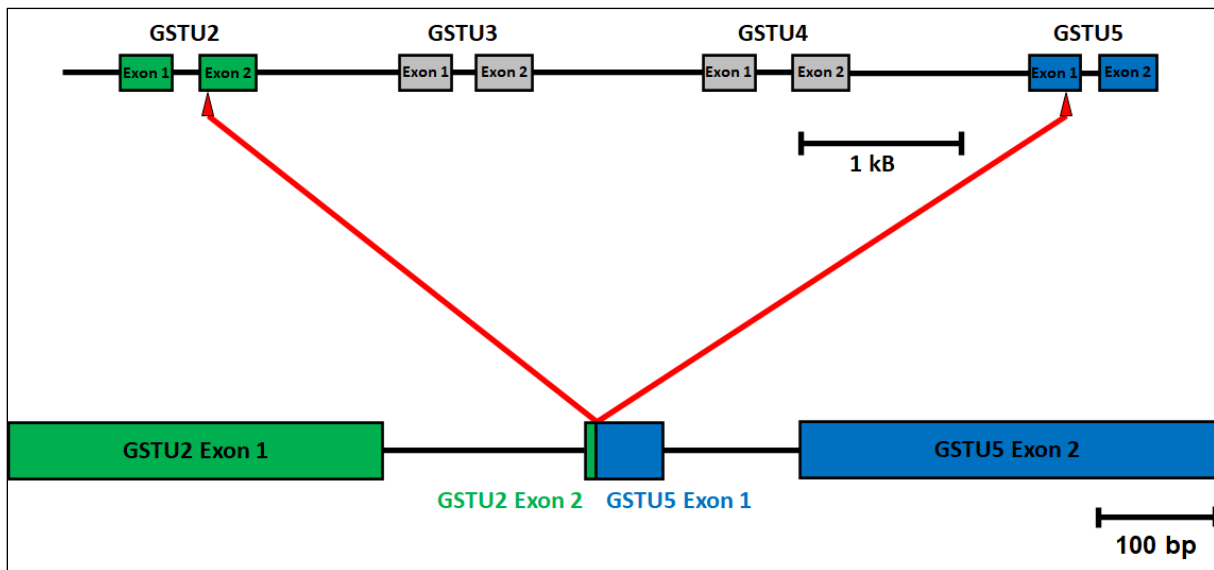 GSTU2 GSTU3 GSTU4 GSTU5
Exon 1 Exon 2 Exon 1 Exon 2 Exon 1 Exon 2 Exon 1 Exon 2
1 kB
GSTU2 Exon 1 GSTU5 Exon 2
GSTU2 Exon 2 GSTU5 Exon 1
100 bp